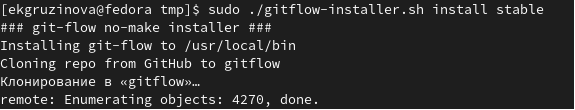 [ekgruzinova@fedora tmp]$ sudo ./gitflow-installer.sh install stable
### git-flow no-make installer ###
Installing git-flow to /usr/local/bin
Cloning repo from GitHub to gitflow
Клонирование в «gitflow»…
remote: Enumerating objects: 4270, done.